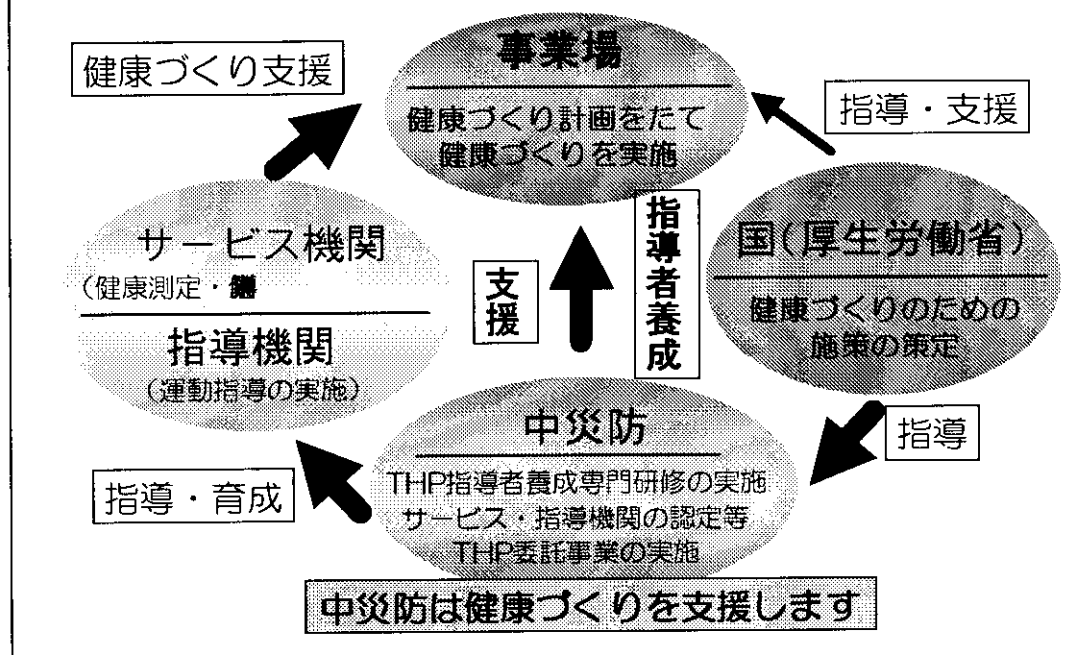 事業場
健康づくり計画をたて
健康づくりを実施
健康づくり支援
指導・支援
サービス機関
(健康測定・
指導機関
(運動指導の実施)
支援
指導者養成
国(厚生労働省)
健康づくりのための
施策の策定
指導
中災防
THP指導者養成専門研修の実施
サービス・指導機関の認定等
THP委託事業の実施
指導・育成
中災防は健康づくりを支援します